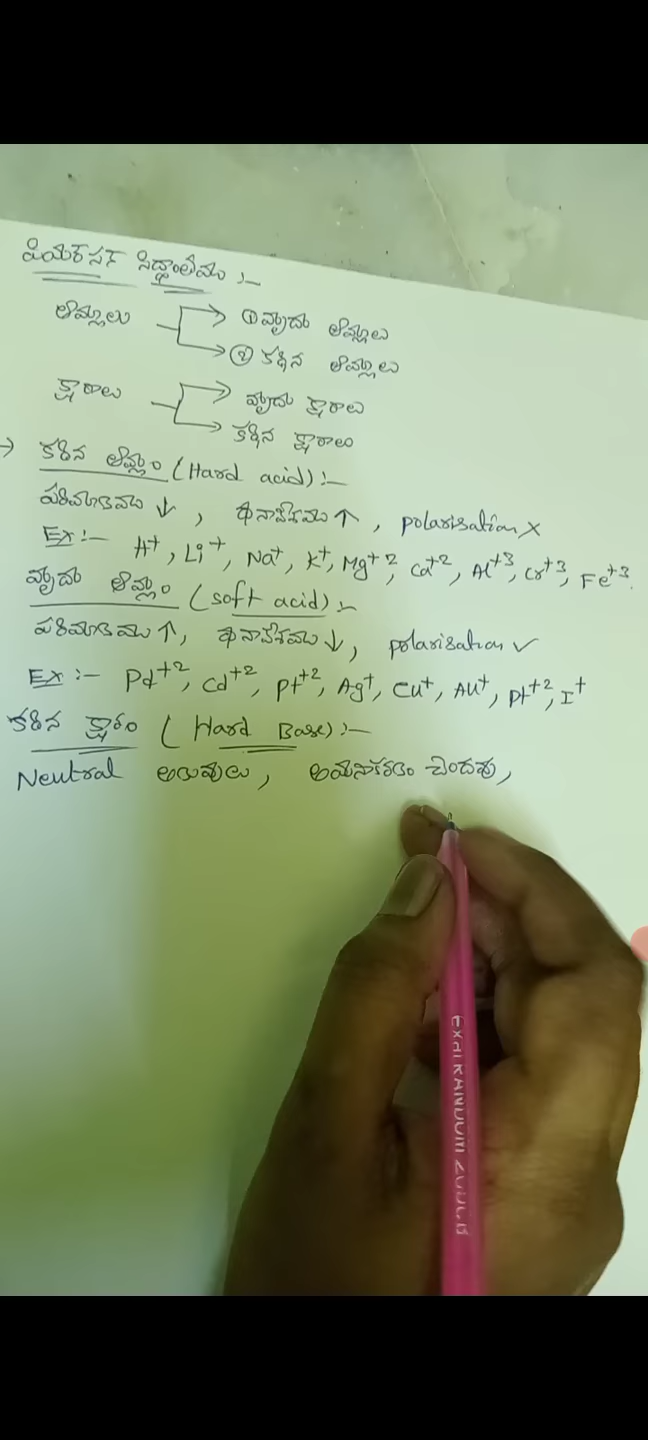 పియర్‌సన్ సిద్ధాంతము :-
ఆమ్లాలు → ① మృదు ఆమ్లాలు
→ ② కఠిన ఆమ్లాలు
క్షారాలు → మృదు క్షారాలు
→ కఠిన క్షారాలు
→ కఠిన ఆమ్లం (Hard acid) :-
పరిమాణము ↓, ధనావేశము ↑, polarisation ×
Ex :- H+, Li+, Na+, K+, Mg+2, Ca+2, Al+3, Cr+3, Fe+3.
మృదు ఆమ్లం (soft acid) :-
పరిమాణము ↑, ధనావేశము ↓, polarisation ✓
Ex :- Pd+2, Cd+2, Pt+2, Ag+, Cu+, Au+, Pt+2, I+
కఠిన క్షారం (Hard Base) :-
Neutral అణువులు, అయనీకరణం చెందవు,